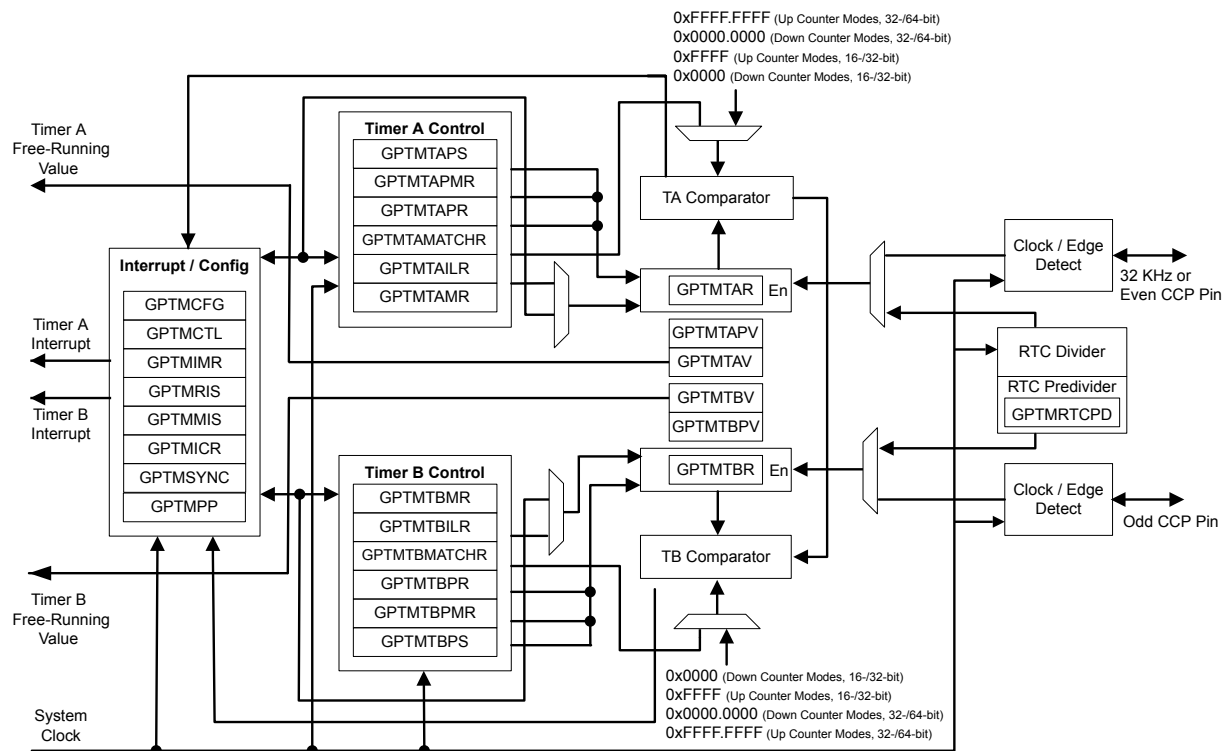 0xFFFF.FFFF (Up Counter Modes, 32-/64-bit)
0x0000.0000 (Down Counter Modes, 32-/64-bit)
0xFFFF (Up Counter Modes, 16-/32-bit)
0x0000 (Down Counter Modes, 16-/32-bit)
Timer A
Free-Running
Value
Timer A Control
GPTMTAPS
GPTMTAPMR
GPTMTAPR
GPTMTAMATCHR
GPTMTAILR
GPTMTAMR
TA Comparator
Clock / Edge
Detect
32 KHz or
Even CCP Pin
Interrupt / Config
GPTMCFG
GPTMCTL
GPTMIMR
GPTMRIS
GPTMMIS
GPTMICR
GPTMSYNC
GPTMPP
GPTMTAR
En
GPTMTAPV
GPTMTAV
Timer A
Interrupt
Timer B
Interrupt
RTC Divider
RTC Predivider
GPTMRTCPD
GPTMTBV
GPTMTBPV
GPTMTBR
En
Timer B Control
GPTMTBMR
GPTMTBILR
GPTMTBMATCHR
GPTMTBPR
GPTMTBPMR
GPTMTBPS
Clock / Edge
Detect
Odd CCP Pin
TB Comparator
Timer B
Free-Running
Value
0x0000 (Down Counter Modes, 16-/32-bit)
0xFFFF (Up Counter Modes, 16-/32-bit)
0x0000.0000 (Down Counter Modes, 32-/64-bit)
0xFFFF.FFFF (Up Counter Modes, 32-/64-bit)
System
Clock